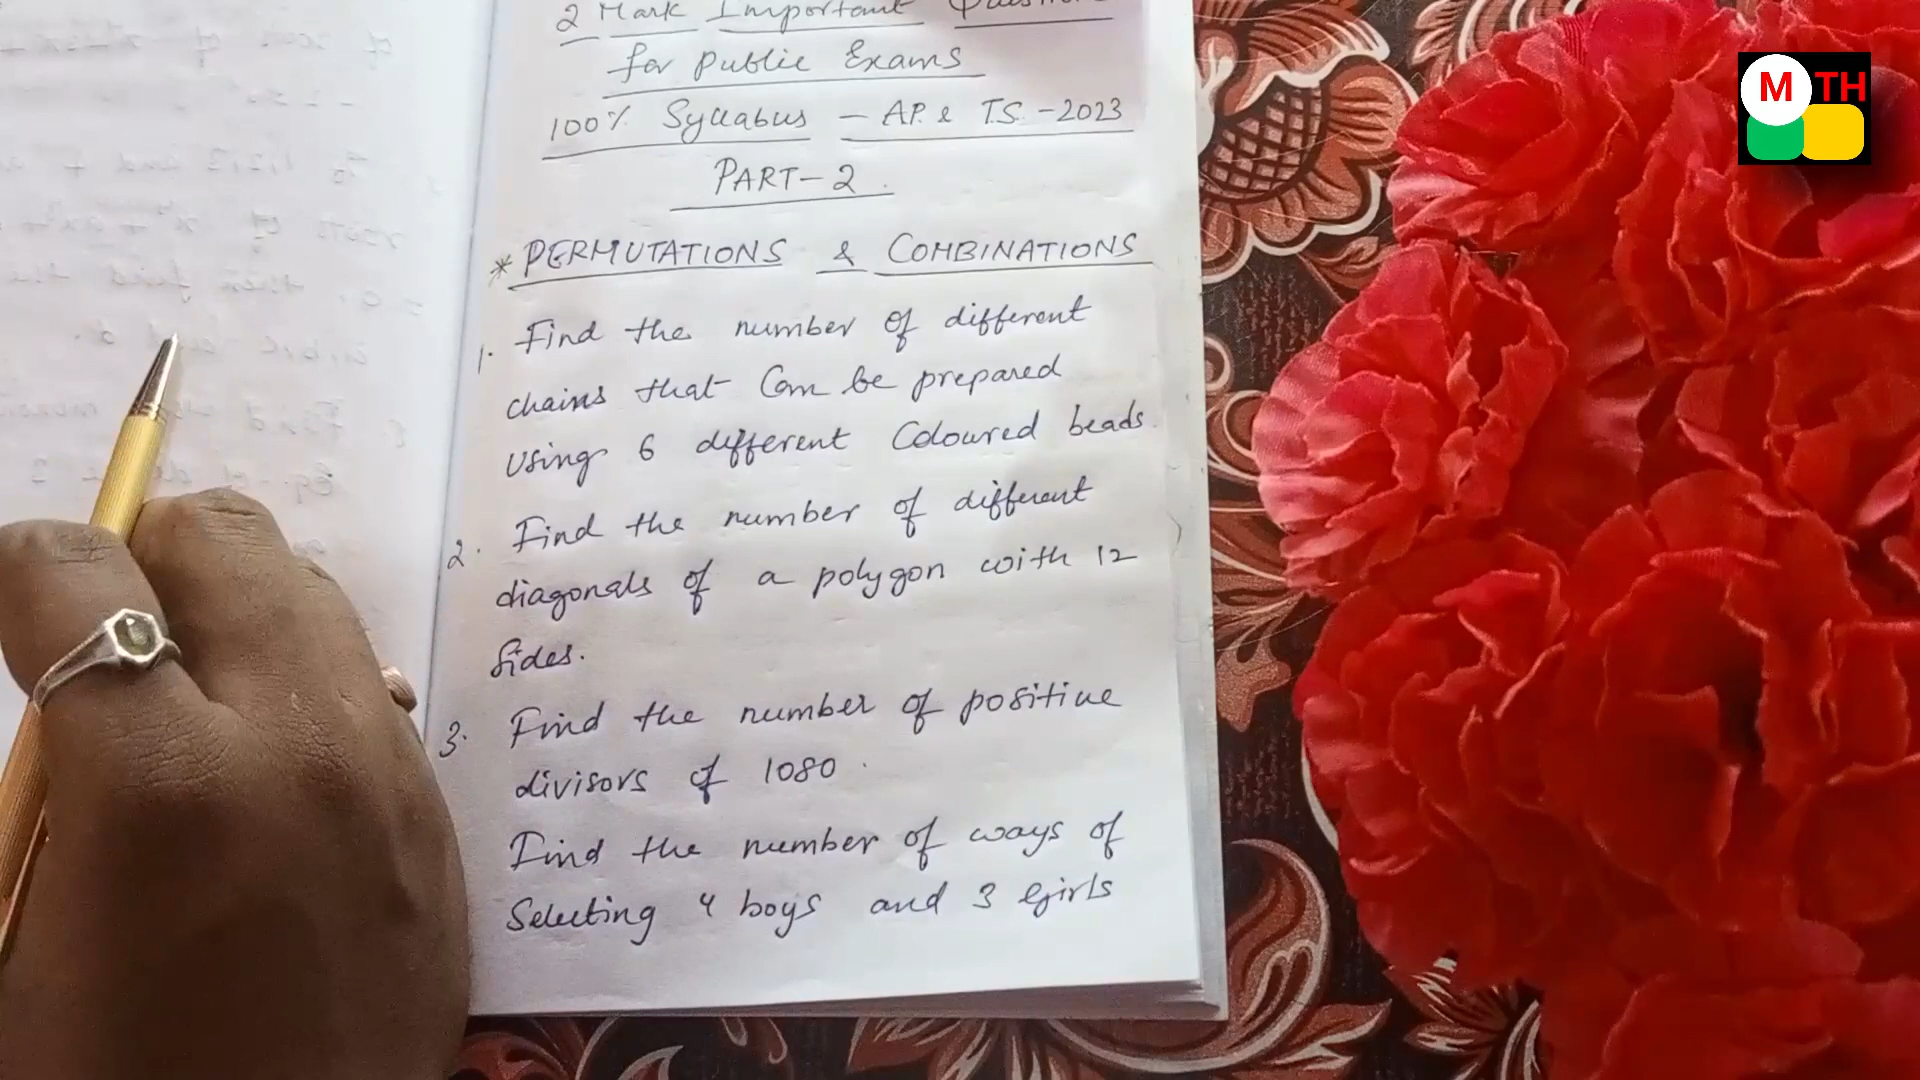 2 Mark Important Questions
for Public Exams
100% Syllabus - AP & T.S. -2023
PART-2.
* PERMUTATIONS & COMBINATIONS
1. Find the number of different
chains that Can be prepared
Using 6 different Coloured beads.
2. Find the number of different
diagonals of a polygon with 12
Sides.
3. Find the number of positive
divisors of 1080.
Find the number of ways of
Selecting 4 boys and 3 Girls
M TH